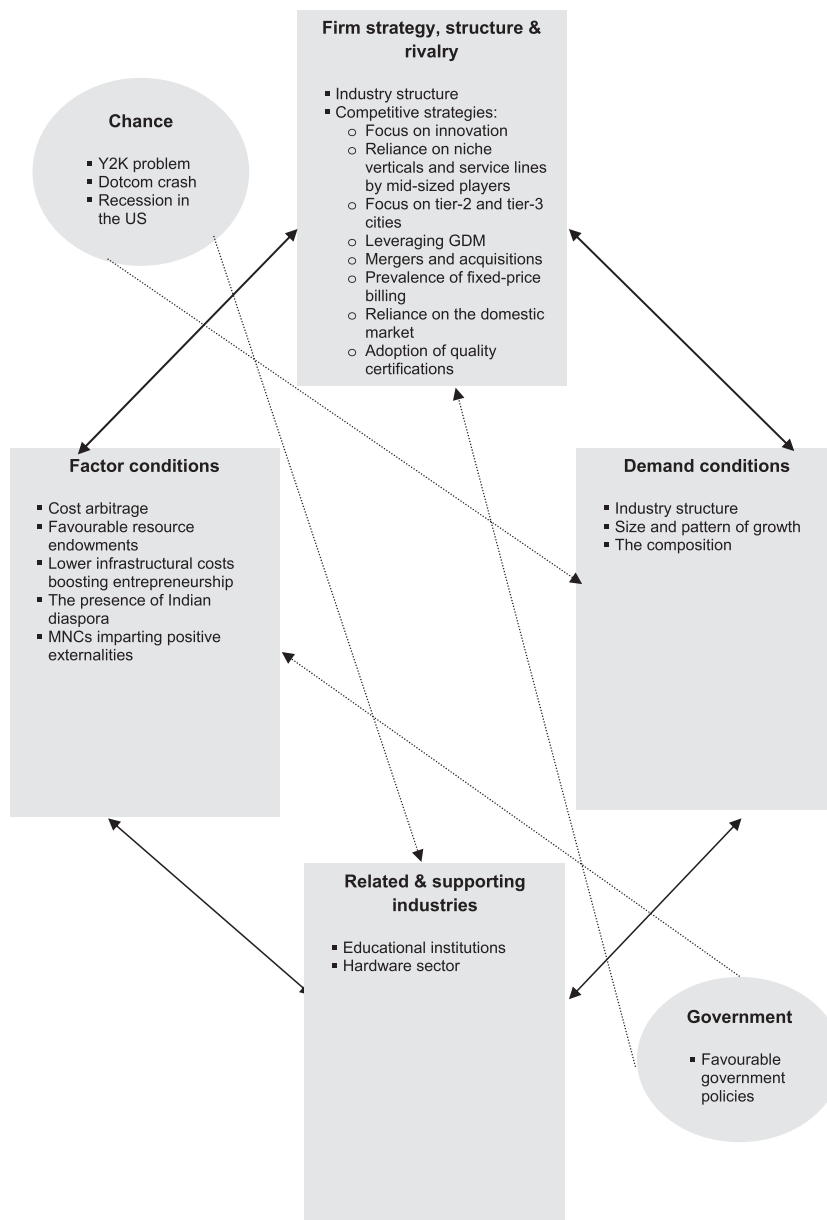 Firm strategy, structure &
rivalry
▪ Industry structure
▪ Competitive strategies:
o Focus on innovation
o Reliance on niche
verticals and service lines
by mid-sized players
o Focus on tier-2 and tier-3
cities
o Leveraging GDM
o Mergers and acquisitions
o Prevalence of fixed-price
billing
o Reliance on the domestic
market
o Adoption of quality
certifications
Chance
▪ Y2K problem
▪ Dotcom crash
▪ Recession in
the US
Factor conditions
▪ Cost arbitrage
▪ Favourable resource
endowments
▪ Lower infrastructural costs
boosting entrepreneurship
▪ The presence of Indian
diaspora
▪ MNCs imparting positive
externalities
Demand conditions
▪ Industry structure
▪ Size and pattern of growth
▪ The composition
Related & supporting
industries
▪ Educational institutions
▪ Hardware sector
Government
▪ Favourable
government
policies